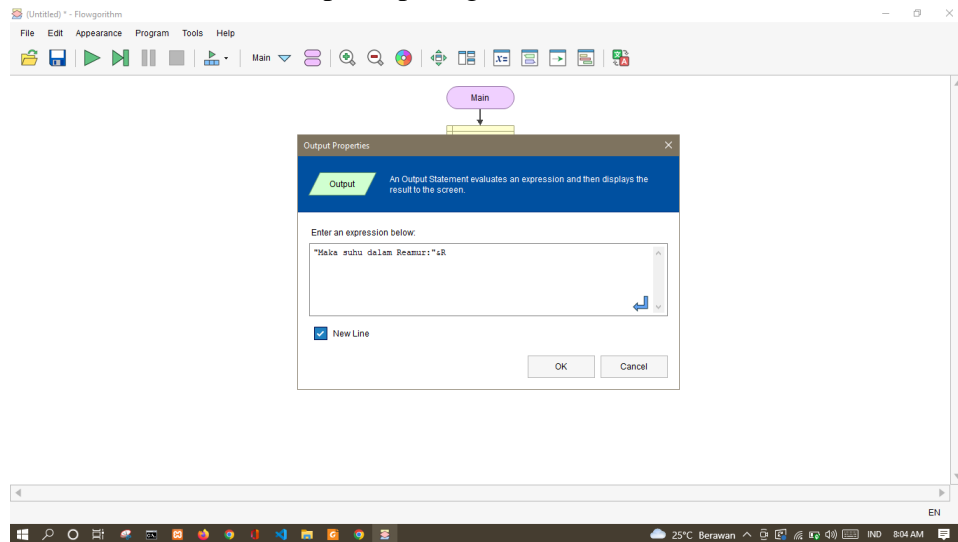 (Untitled) * - Flowgorithm
File Edit Appearance Program Tools Help
Main
Main
Output Properties
Output
An Output Statement evaluates an expression and then displays the
result to the screen.
Enter an expression below:
"Maka suhu dalam Reamur:"&R
New Line
OK Cancel
EN
25°C Berawan IND 8:04 AM